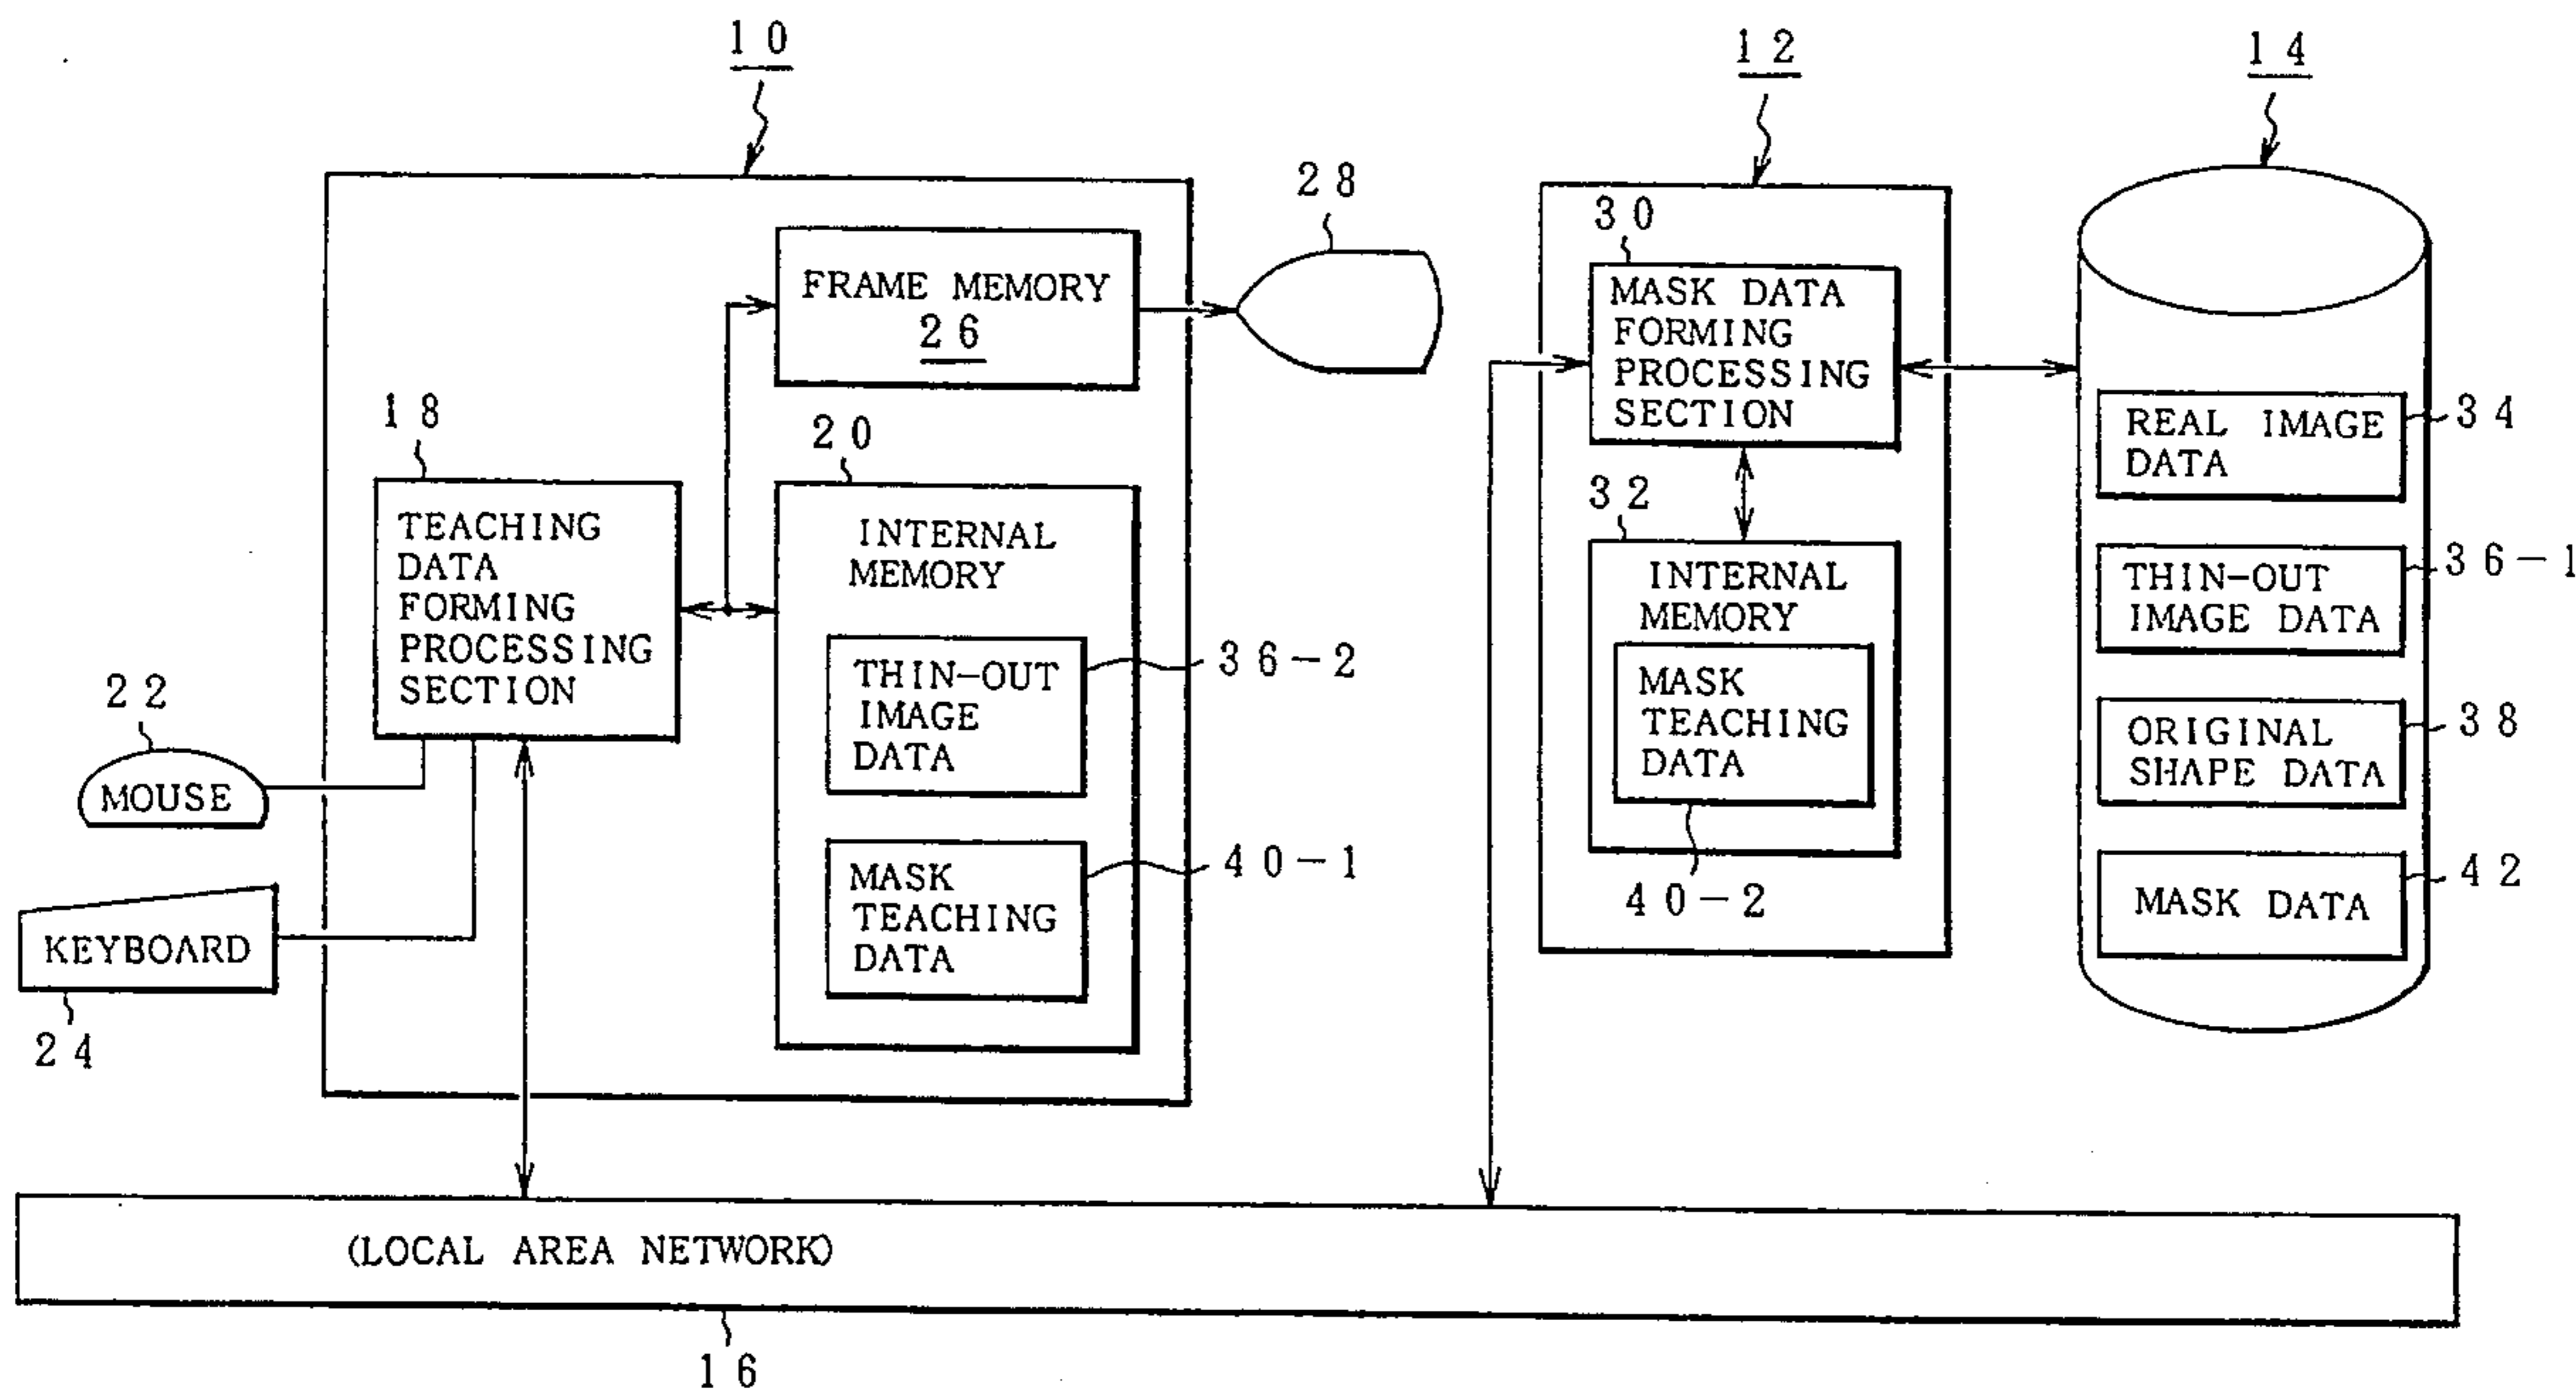 10
12
14
28
FRAME MEMORY
26
30
MASK DATA
FORMING
PROCESSING
SECTION
REAL IMAGE
DATA
34
18
20
TEACHING
DATA
FORMING
PROCESSING
SECTION
INTERNAL
MEMORY
32
INTERNAL
MEMORY
THIN-OUT
IMAGE DATA
36-1
THIN-OUT
IMAGE
DATA
36-2
MASK
TEACHING
DATA
40-2
ORIGINAL
SHAPE DATA
38
22
MOUSE
MASK
TEACHING
DATA
40-1
MASK DATA
42
KEYBOARD
24
(LOCAL AREA NETWORK)
16